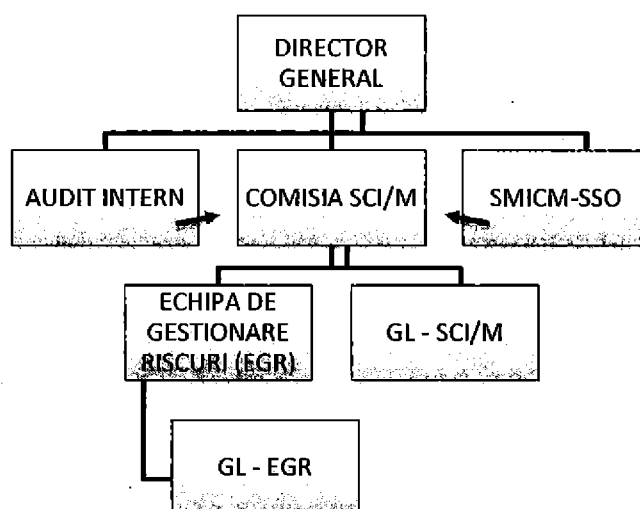 DIRECTOR
GENERAL
AUDIT INTERN
COMISIA SCI/M
SMICM-SSO
ECHIPA DE
GESTIONARE
RISCURI (EGR)
GL - SCI/M
GL - EGR